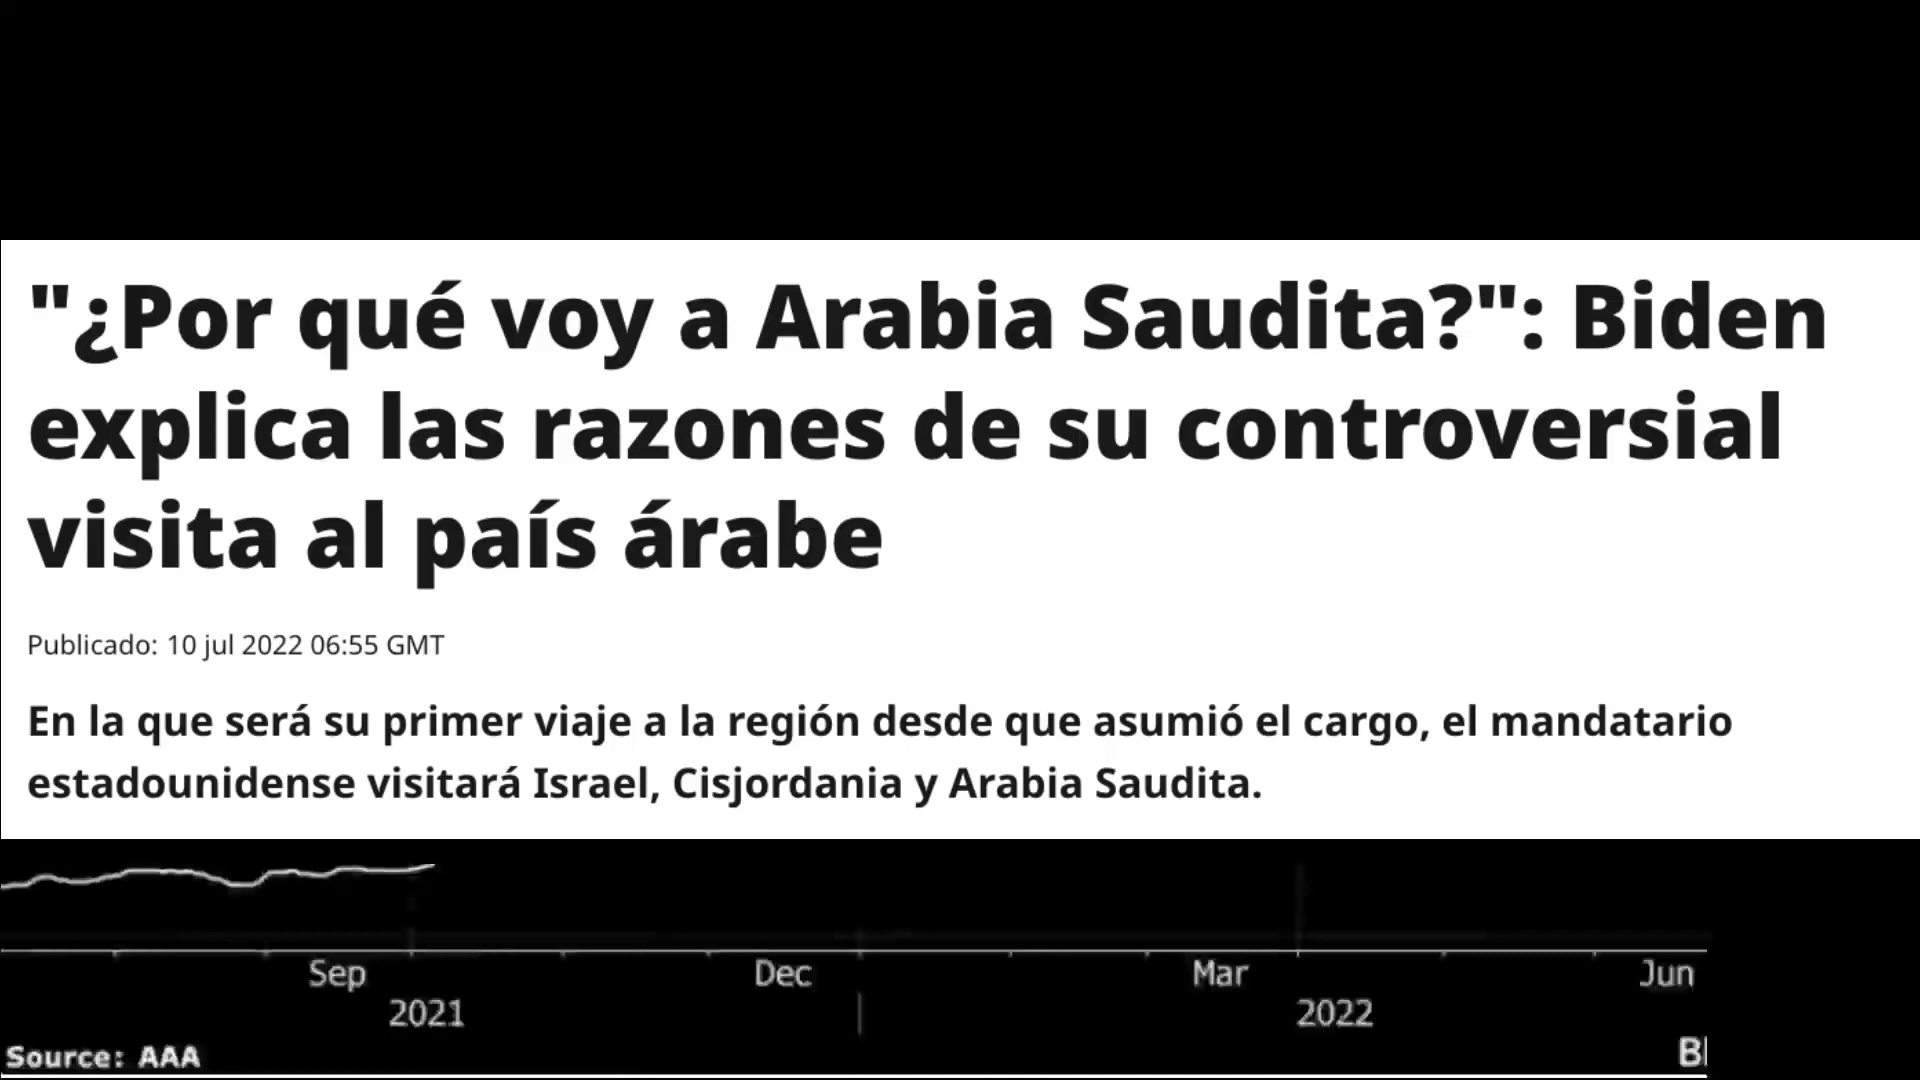 "¿Por qué voy a Arabia Saudita?": Biden
explica las razones de su controversial
visita al país árabe
Publicado: 10 jul 2022 06:55 GMT
En la que será su primer viaje a la región desde que asumió el cargo, el mandatario
estadounidense visitará Israel, Cisjordania y Arabia Saudita.
Sep Dec Mar Jun
2021 2022
Source: AAA